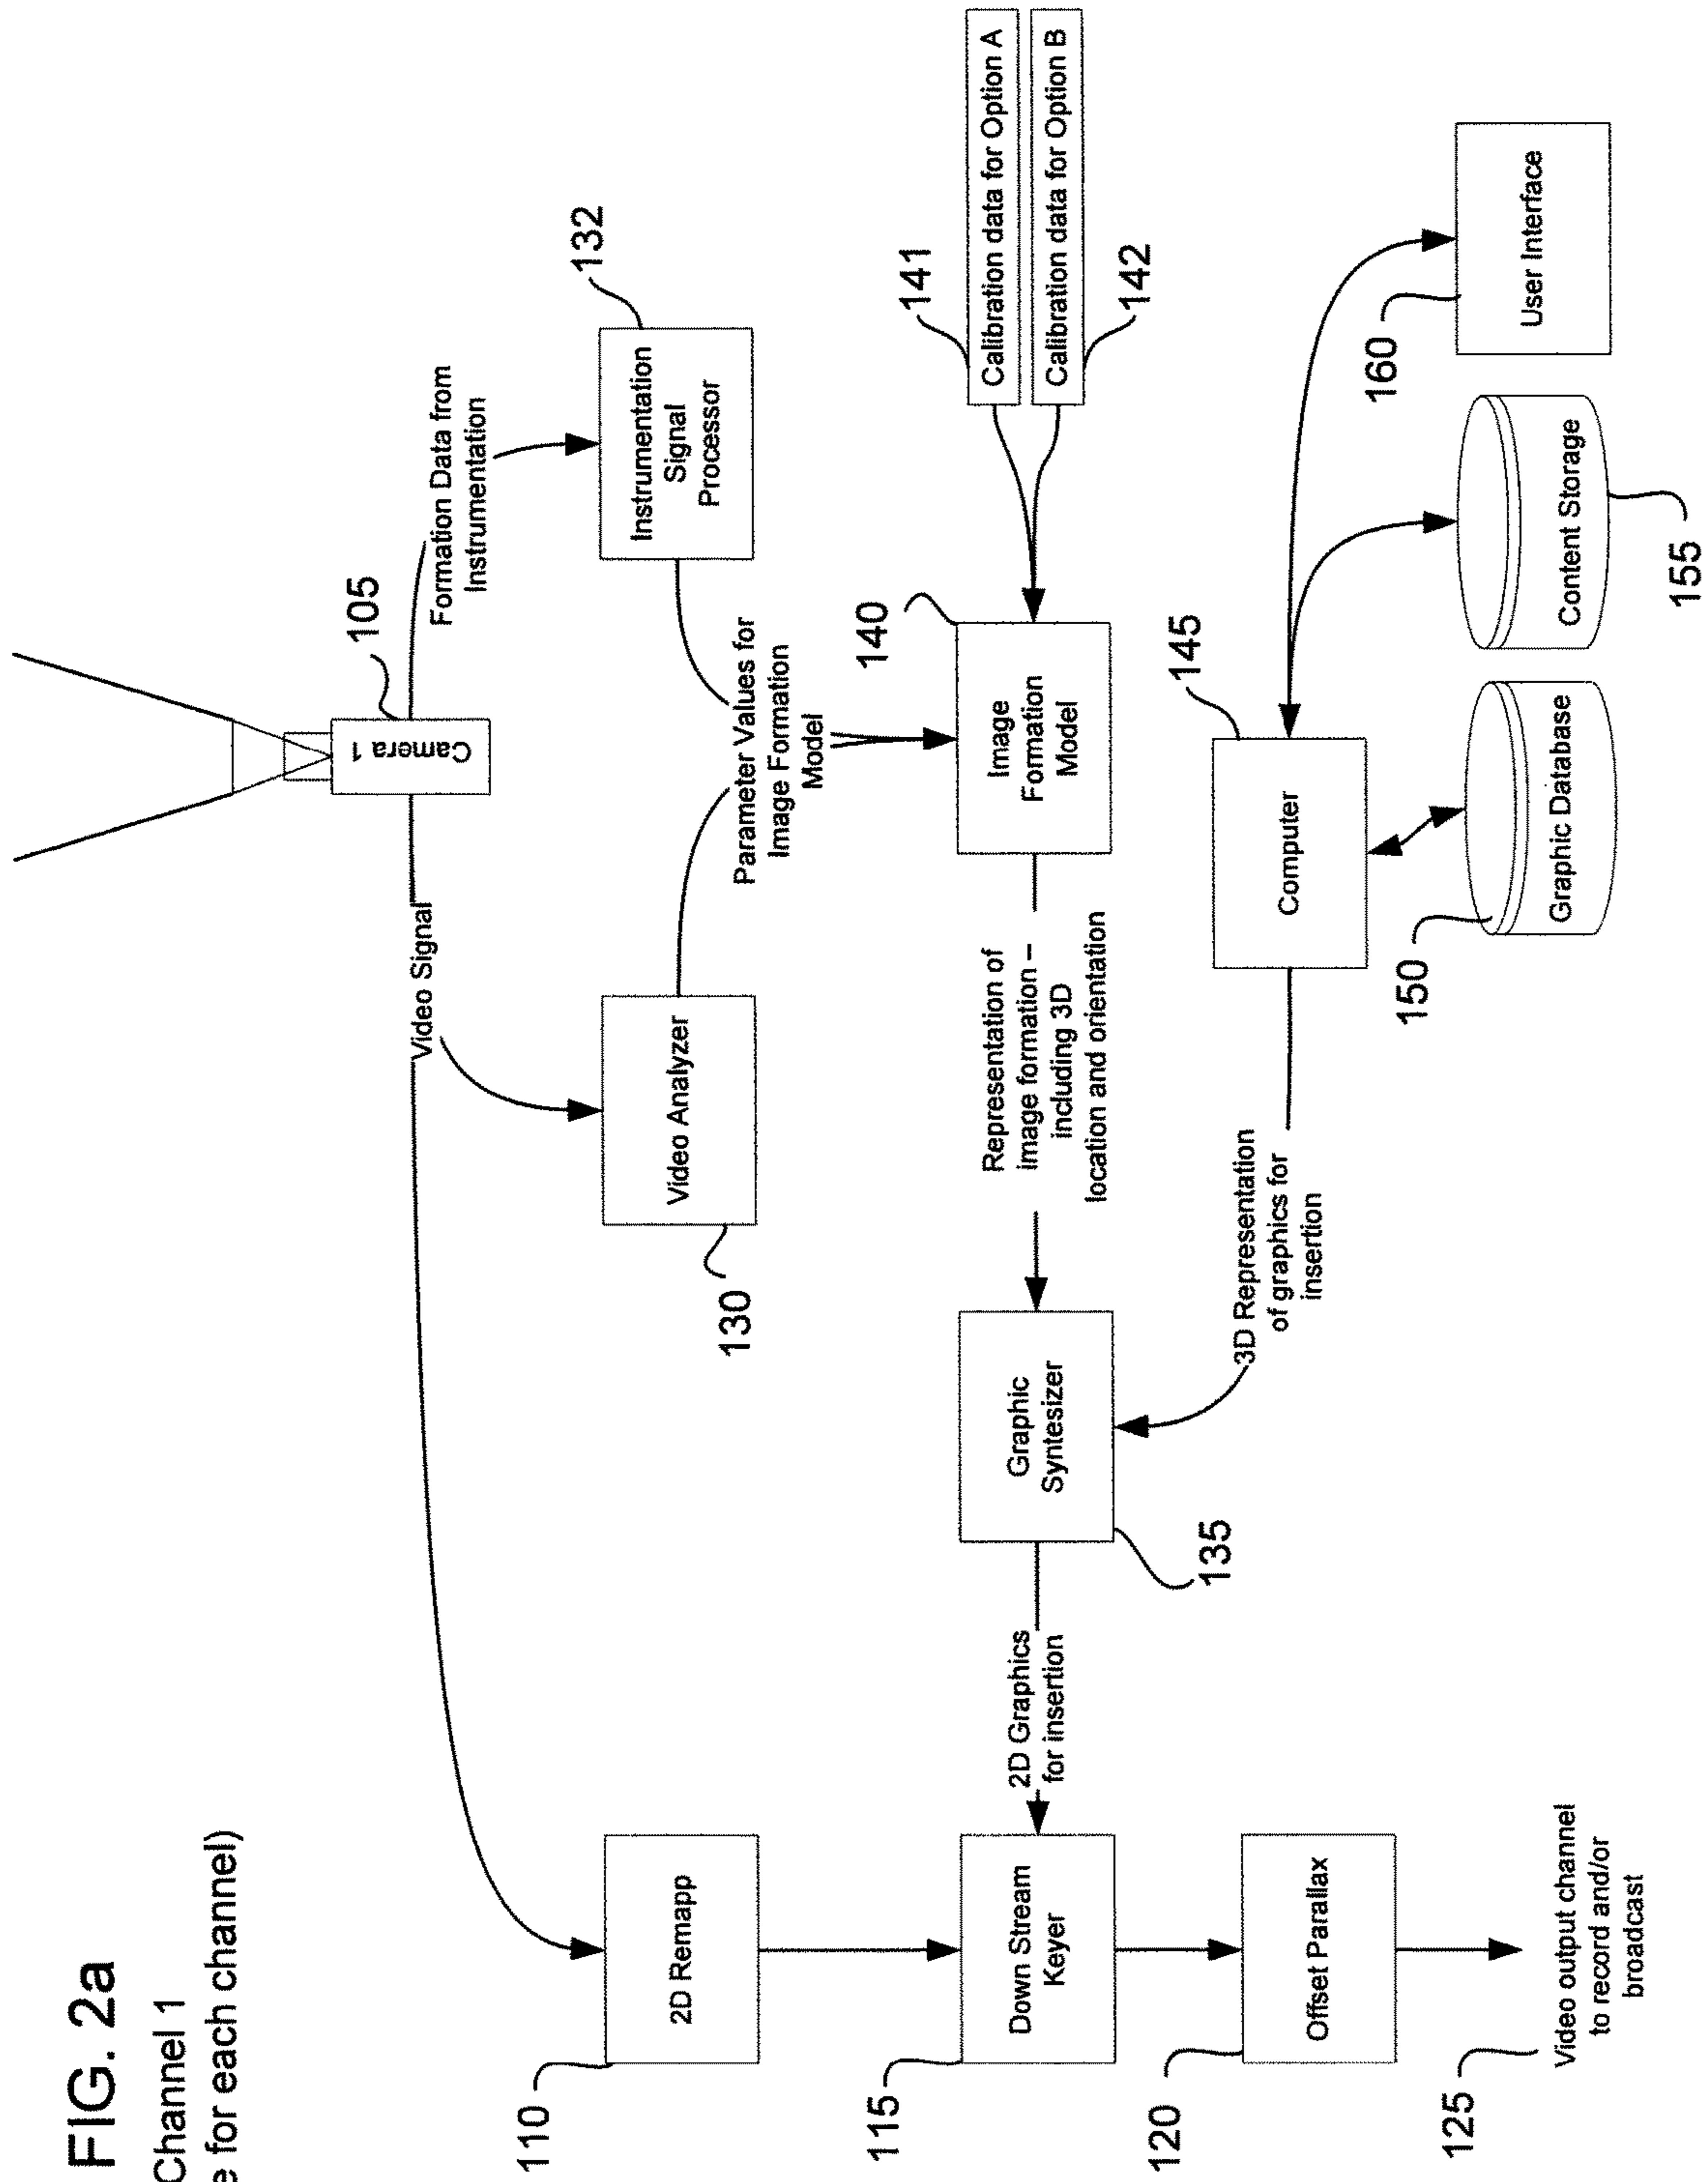 FIG. 2a
Channel 1
e for each channel)
Camera 1
105
Video Signal
Formation Data from
Instrumentation
110
2D Remapp
130
Video Analyzer
Instrumentation
Signal
Processor
132
Parameter Values for
Image Formation
Model
115
Down Stream
Keyer
2D Graphics
for insertion
Graphic
Syntesizer
135
Representation of
image formation –
including 3D
location and orientation
140
Image
Formation
Model
141
Calibration data for Option A
Calibration data for Option B
142
120
Offset Parallax
3D Representation
of graphics for
insertion
Computer
145
125
Video output channel
to record and/or
broadcast
150
Graphic Database
Content Storage
155
160
User Interface